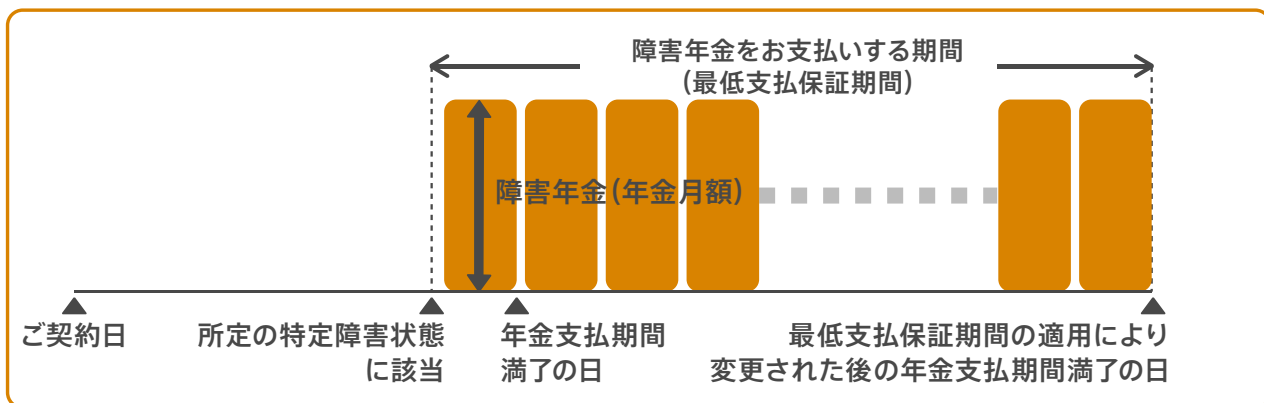 障害年金をお支払いする期間
(最低支払保証期間)
障害年金(年金月額)
ご契約日
所定の特定障害状態
に該当
年金支払期間
満了の日
最低支払保証期間の適用により
変更された後の年金支払期間満了の日